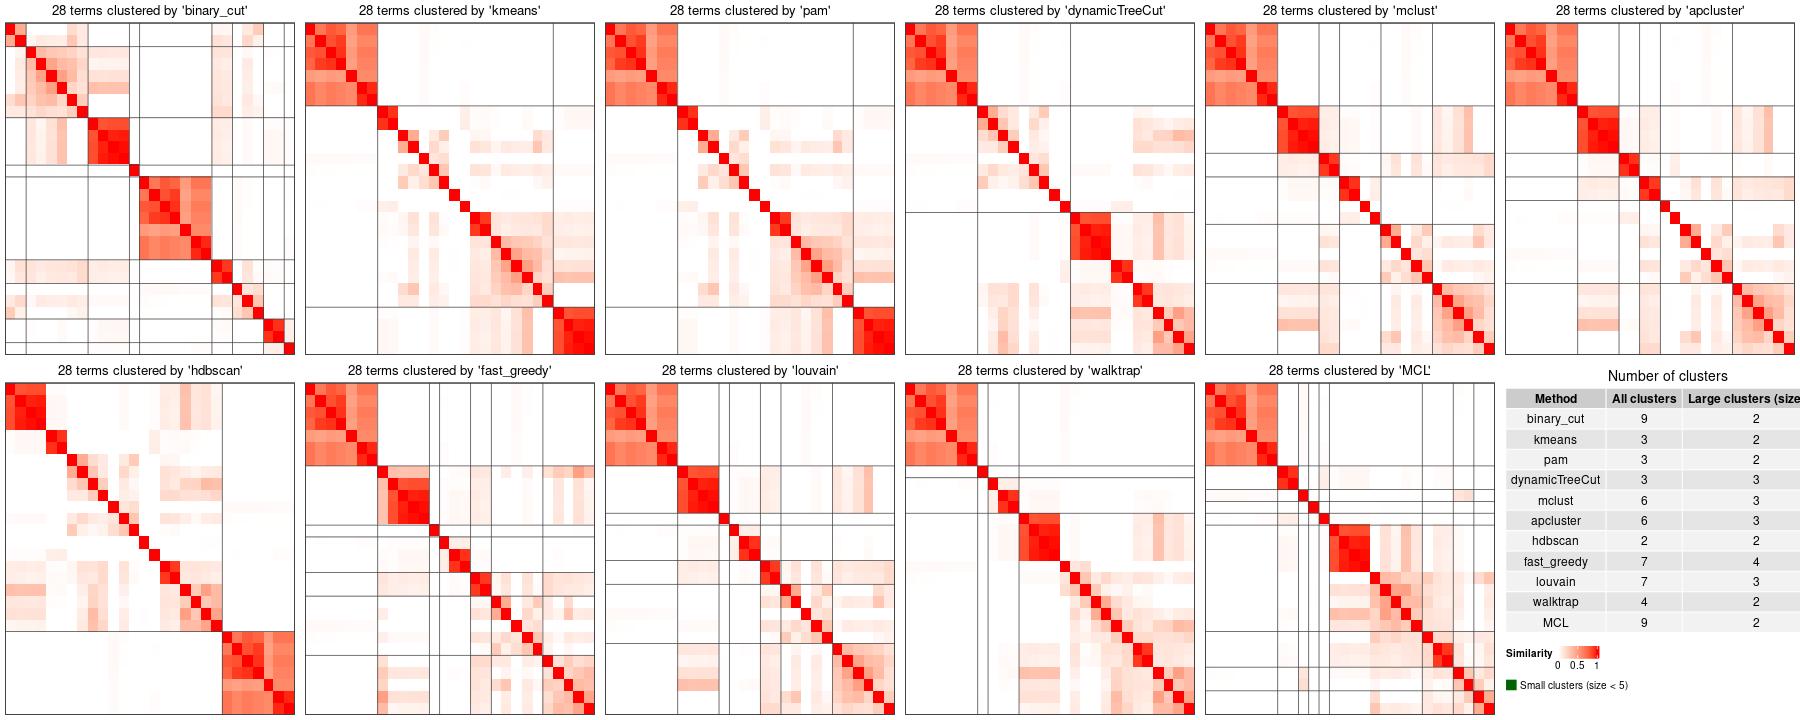 28 terms clustered by 'binary_cut'
28 terms clustered by 'kmeans'
28 terms clustered by 'pam'
28 terms clustered by 'dynamicTreeCut'
28 terms clustered by 'mclust'
28 terms clustered by 'apcluster'
28 terms clustered by 'hdbscan'
28 terms clustered by 'fast_greedy'
28 terms clustered by 'louvain'
28 terms clustered by 'walktrap'
28 terms clustered by 'MCL'
Number of clusters
Method All clusters Large clusters (size
binary_cut 9 2
kmeans 3 2
pam 3 2
dynamicTreeCut 3 3
mclust 6 3
apcluster 6 3
hdbscan 2 2
fast_greedy 7 4
louvain 7 3
walktrap 4 2
MCL 9 2
Similarity
0 0.5 1
Small clusters (size < 5)